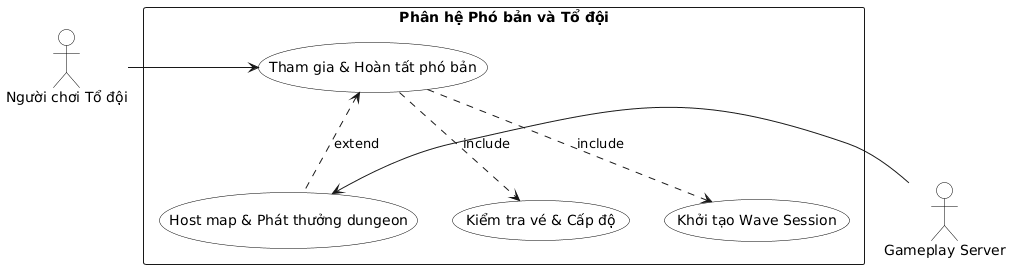 Phân hệ Phó bản và Tổ đội
Tham gia & Hoàn tất phó bản
Người chơi Tổ đội
extend
include
include
Host map & Phát thưởng dungeon
Kiểm tra vé & Cấp độ
Khởi tạo Wave Session
Gameplay Server